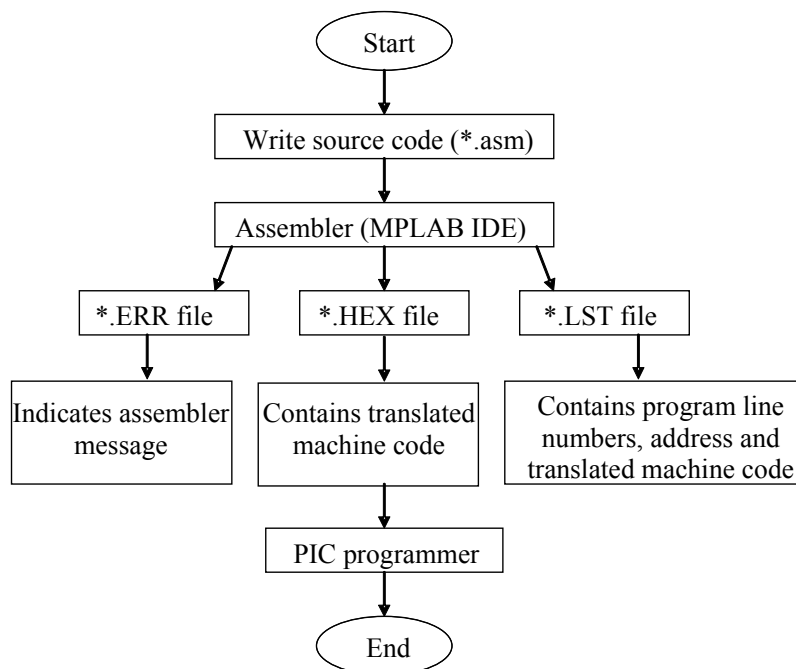 Start
Write source code (*.asm)
Assembler (MPLAB IDE)
*.ERR file
*.HEX file
*.LST file
Indicates assembler
message
Contains translated
machine code
Contains program line
numbers, address and
translated machine code
PIC programmer
End